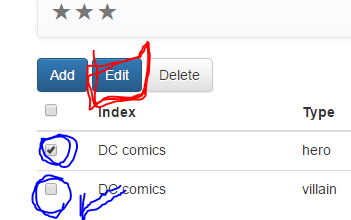 Add Edit Delete
Index Type
DC comics hero
DC comics villain